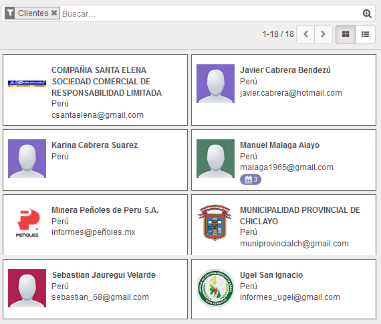 Clientes ✖ Buscar...
1-18 / 18
COMPAÑIA SANTA ELENA
SOCIEDAD COMERCIAL DE
RESPONSABILIDAD LIMITADA
Perú
csantaelena@gmail.com
Javier Cabrera Bendezú
Perú
javier.cabrera@hotmail.com
Karina Cabrera Suarez
Perú
Manuel Malaga Alayo
Perú
malaga1965@gmail.com
3
Minera Peñoles de Peru S.A.
Perú
informes@peñoles.mx
PEÑOLES
MUNICIPALIDAD PROVINCIAL DE
CHICLAYO
Perú
muniprovincialch@gmail.com
Sebastian Jauregui Velarde
Perú
sebastian_68@gmail.com
Ugel San Ignacio
Perú
informes_ugel@gmail.com